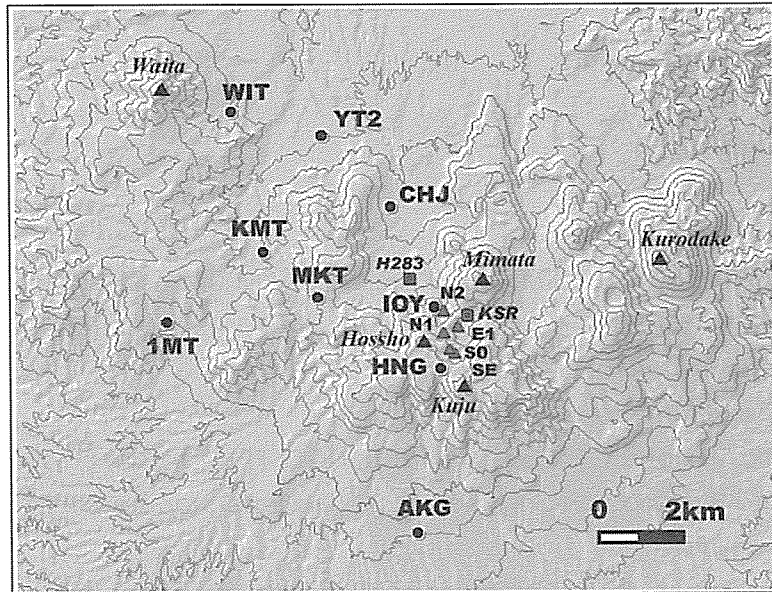 Waita
WIT
YT2
CHJ
KMT
Kurodake
H283
Mimata
MKT
N2
IOY
KSR
N1
E1
1MT
Hossho
S0
HNG
SE
Kuju
AKG
0 2km